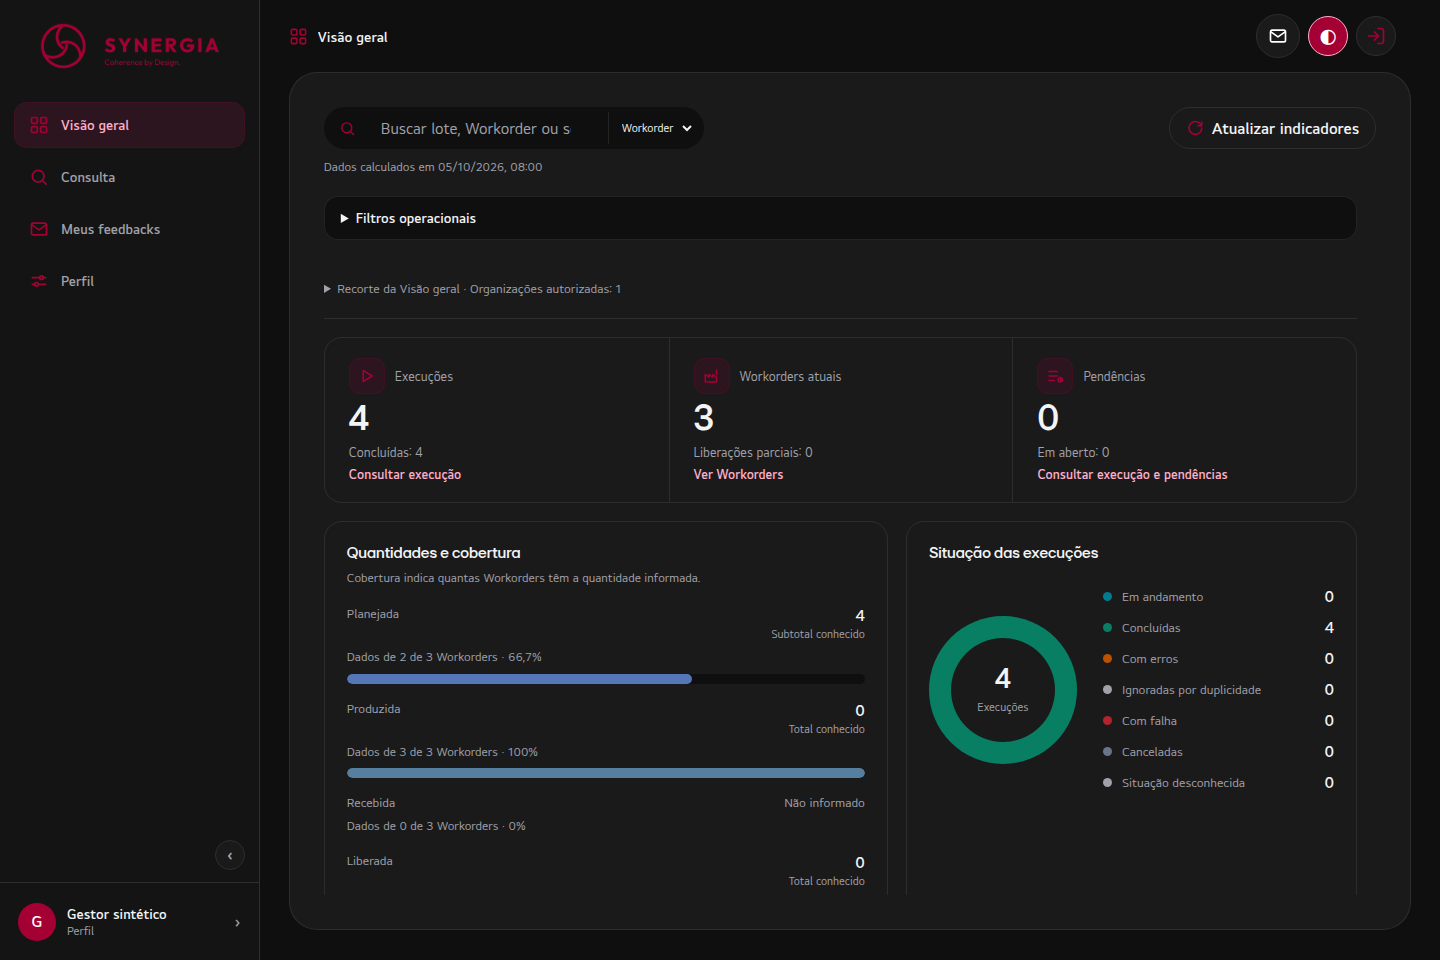 SYNERGIA
Coherence by Design.
Visão geral
Consulta
Meus feedbacks
Perfil
‹
G
Gestor sintético
Perfil
›
Visão geral
Buscar lote, Workorder ou s
Workorder
Atualizar indicadores
Dados calculados em 05/10/2026, 08:00
Filtros operacionais
Recorte da Visão geral · Organizações autorizadas: 1
Execuções
4
Concluídas: 4
Consultar execução
Workorders atuais
3
Liberações parciais: 0
Ver Workorders
Pendências
0
Em aberto: 0
Consultar execução e pendências
Quantidades e cobertura
Cobertura indica quantas Workorders têm a quantidade informada.
Planejada 4
Subtotal conhecido
Dados de 2 de 3 Workorders · 66,7%
Produzida 0
Total conhecido
Dados de 3 de 3 Workorders · 100%
Recebida Não informado
Dados de 0 de 3 Workorders · 0%
Liberada 0
Total conhecido
Situação das execuções
4
Execuções
Em andamento 0
Concluídas 4
Com erros 0
Ignoradas por duplicidade 0
Com falha 0
Canceladas 0
Situação desconhecida 0